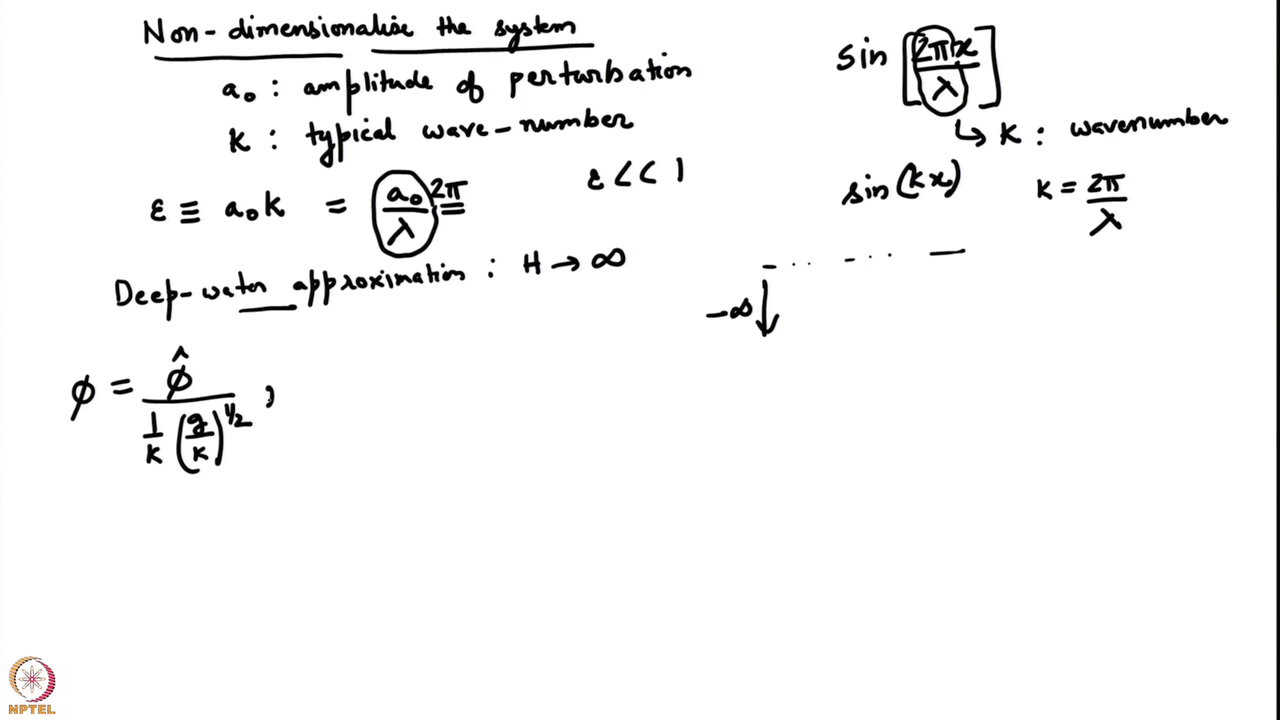 Non-dimensionalise the system
a₀ : amplitude of perturbation
k : typical wave-number
ε ≡ a₀k = (a₀/λ) 2π    ε << 1
Deep-water approximation : H → ∞
sin [2πx/λ]
↳ k : wavenumber
sin(kx)    k = 2π/λ
-∞ ↓
ϕ = ϕ̂ / (1/k (g/k)^1/2) ,
NPTEL